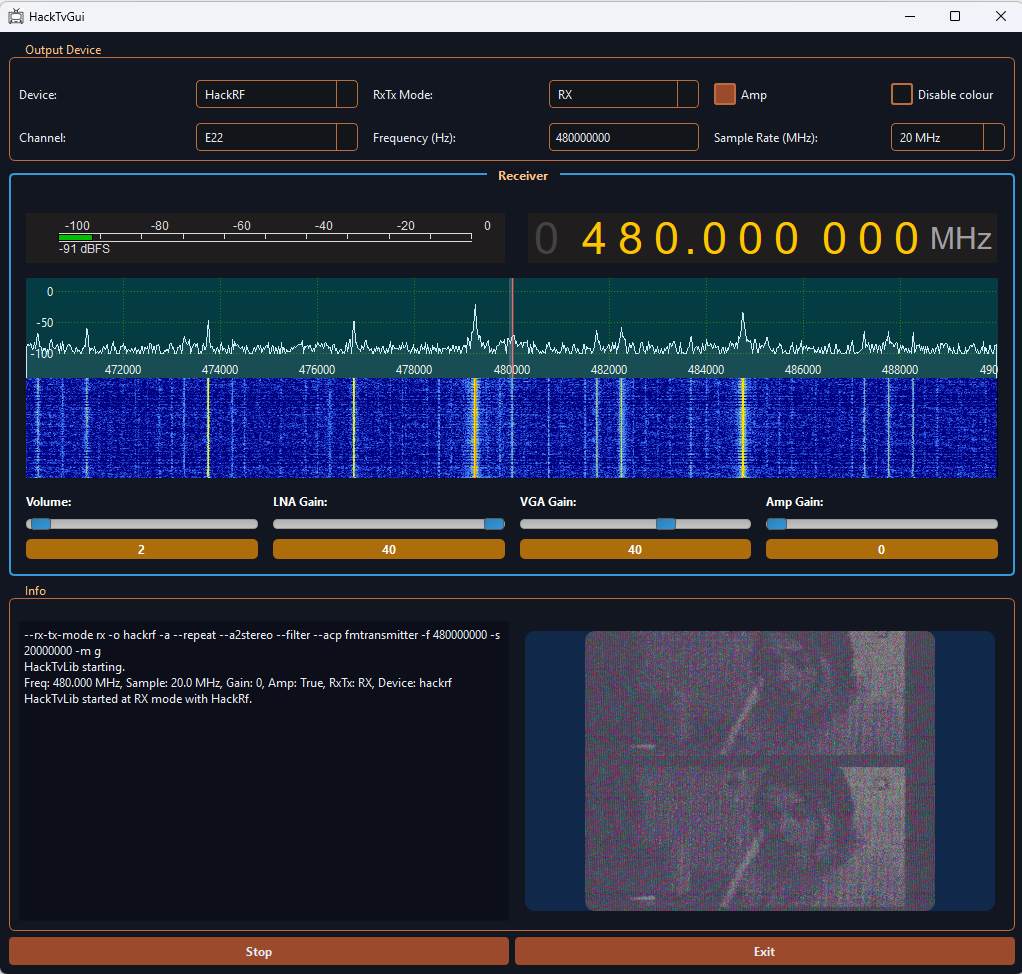 HackTvGui
Output Device
Device:
HackRF
RxTx Mode:
RX
Amp
Disable colour
Channel:
E22
Frequency (Hz):
480000000
Sample Rate (MHz):
20 MHz
Receiver
-100 -80 -60 -40 -20 0
-91 dBFS
0 480.000 000 MHz
0
-50
-100
472000 474000 476000 478000 480000 482000 484000 486000 488000 490
Volume:
LNA Gain:
VGA Gain:
Amp Gain:
2
40
40
0
Info
--rx-tx-mode rx -o hackrf -a --repeat --a2stereo --filter --acp fmtransmitter -f 480000000 -s
20000000 -m g
HackTvLib starting.
Freq: 480.000 MHz, Sample: 20.0 MHz, Gain: 0, Amp: True, RxTx: RX, Device: hackrf
HackTvLib started at RX mode with HackRf.
Stop
Exit